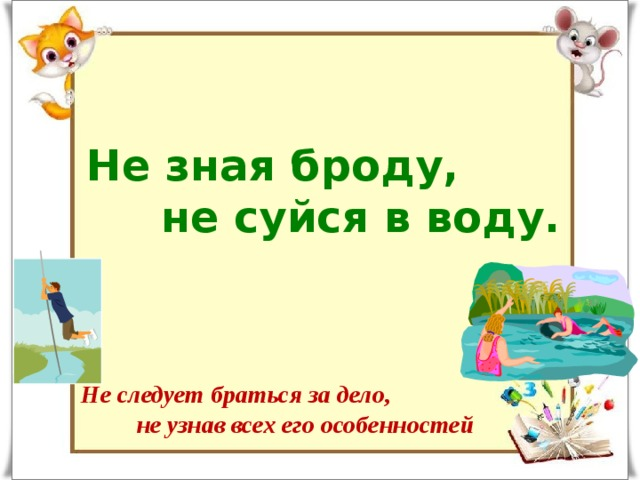 Не зная броду,
не суйся в воду.
Не следует браться за дело,
не узнав всех его особенностей